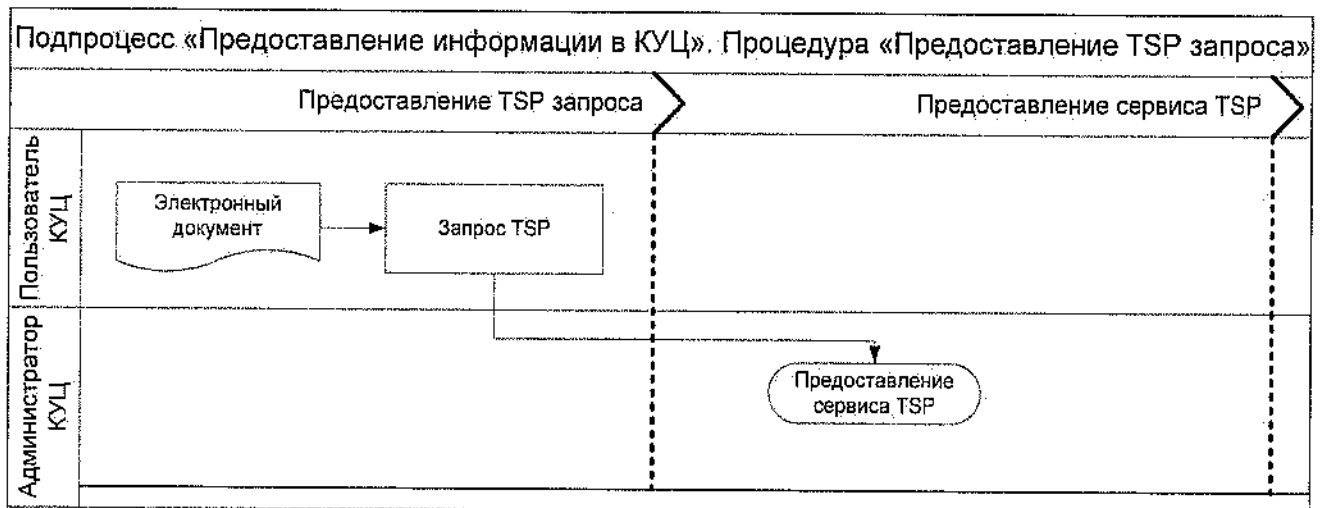 Подпроцесс «Предоставление информации в КУЦ». Процедура «Предоставление TSP запроса»
Предоставление TSP запроса
Предоставление сервиса TSP
Пользователь
КУЦ
Электронный
документ
Запрос TSP
Администратор
КУЦ
Предоставление
сервиса TSP